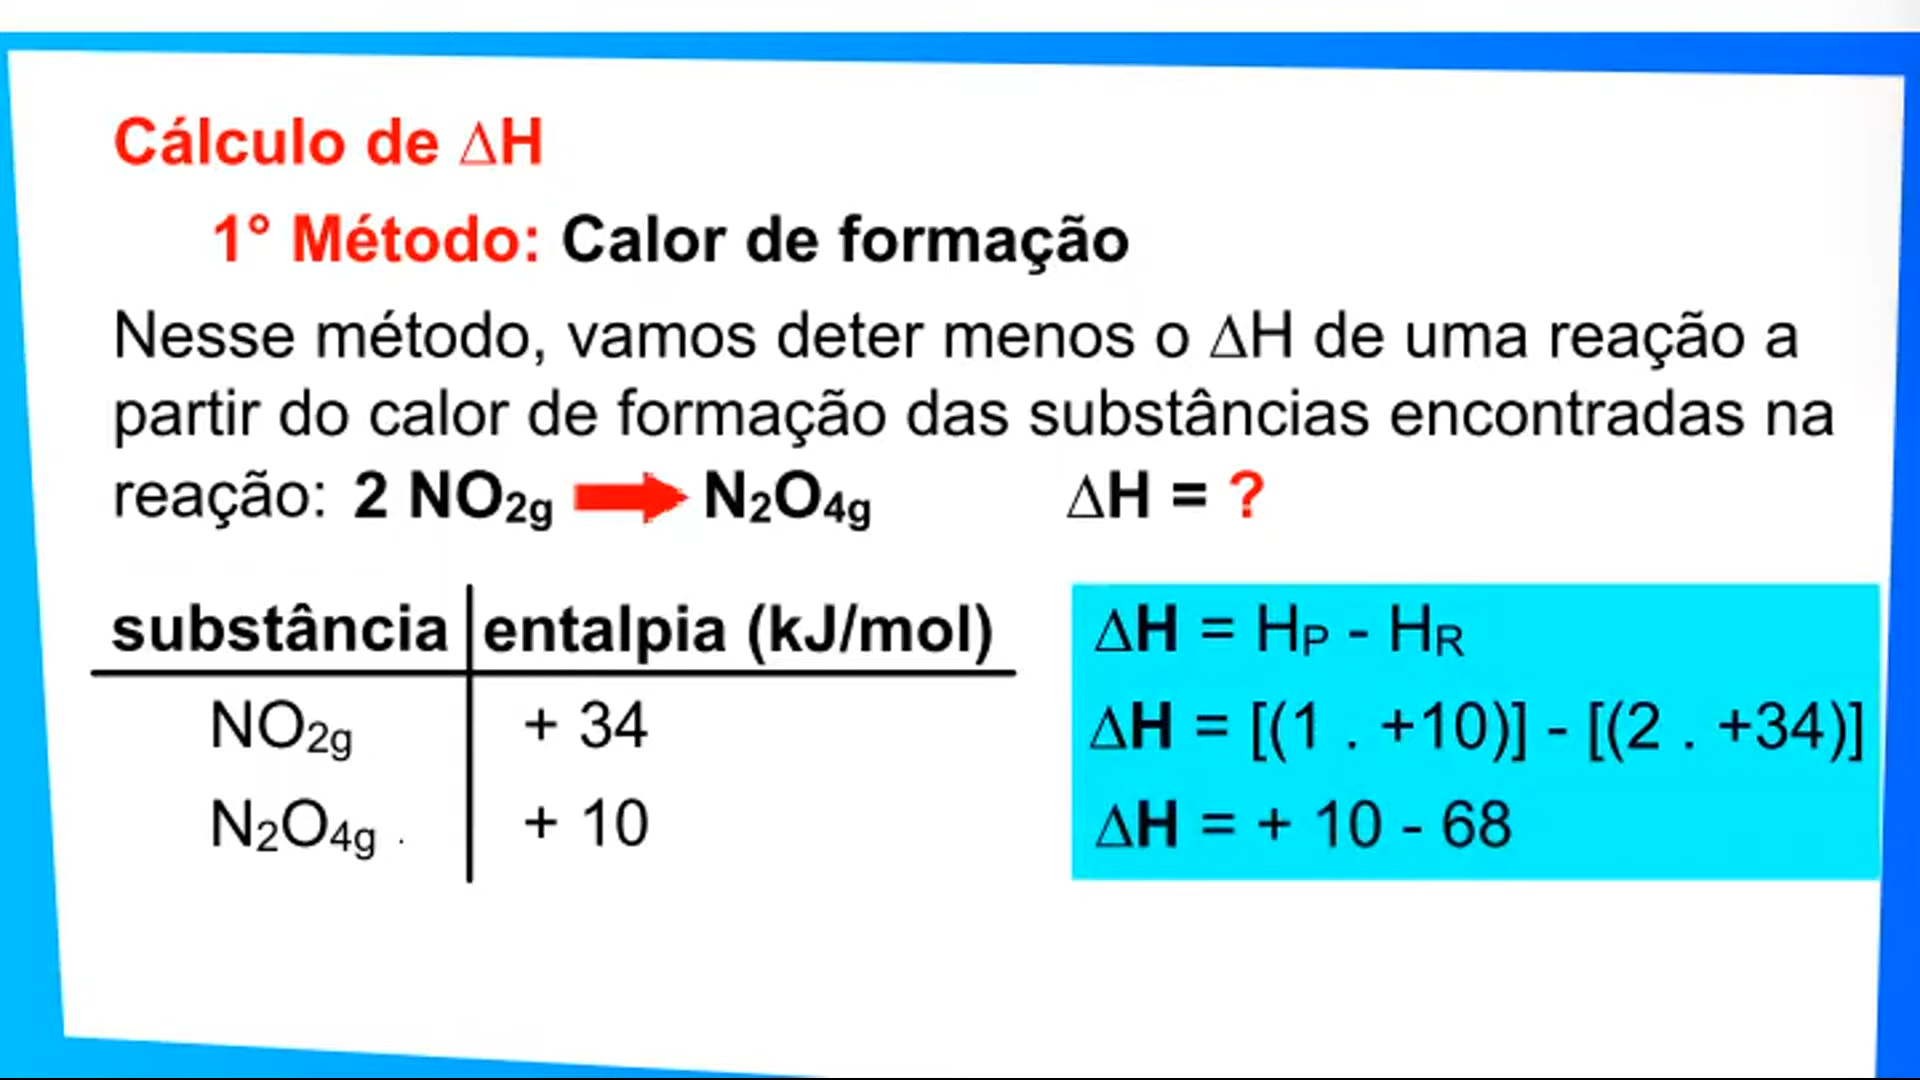 Cálculo de ∆H
1° Método: Calor de formação
Nesse método, vamos deter menos o ∆H de uma reação a
partir do calor de formação das substâncias encontradas na
reação: 2 NO2g ➡ N2O4g ∆H = ?
substância entalpia (kJ/mol)
NO2g + 34
N2O4g . + 10
∆H = HP - HR
∆H = [(1 . +10)] - [(2 . +34)]
∆H = + 10 - 68